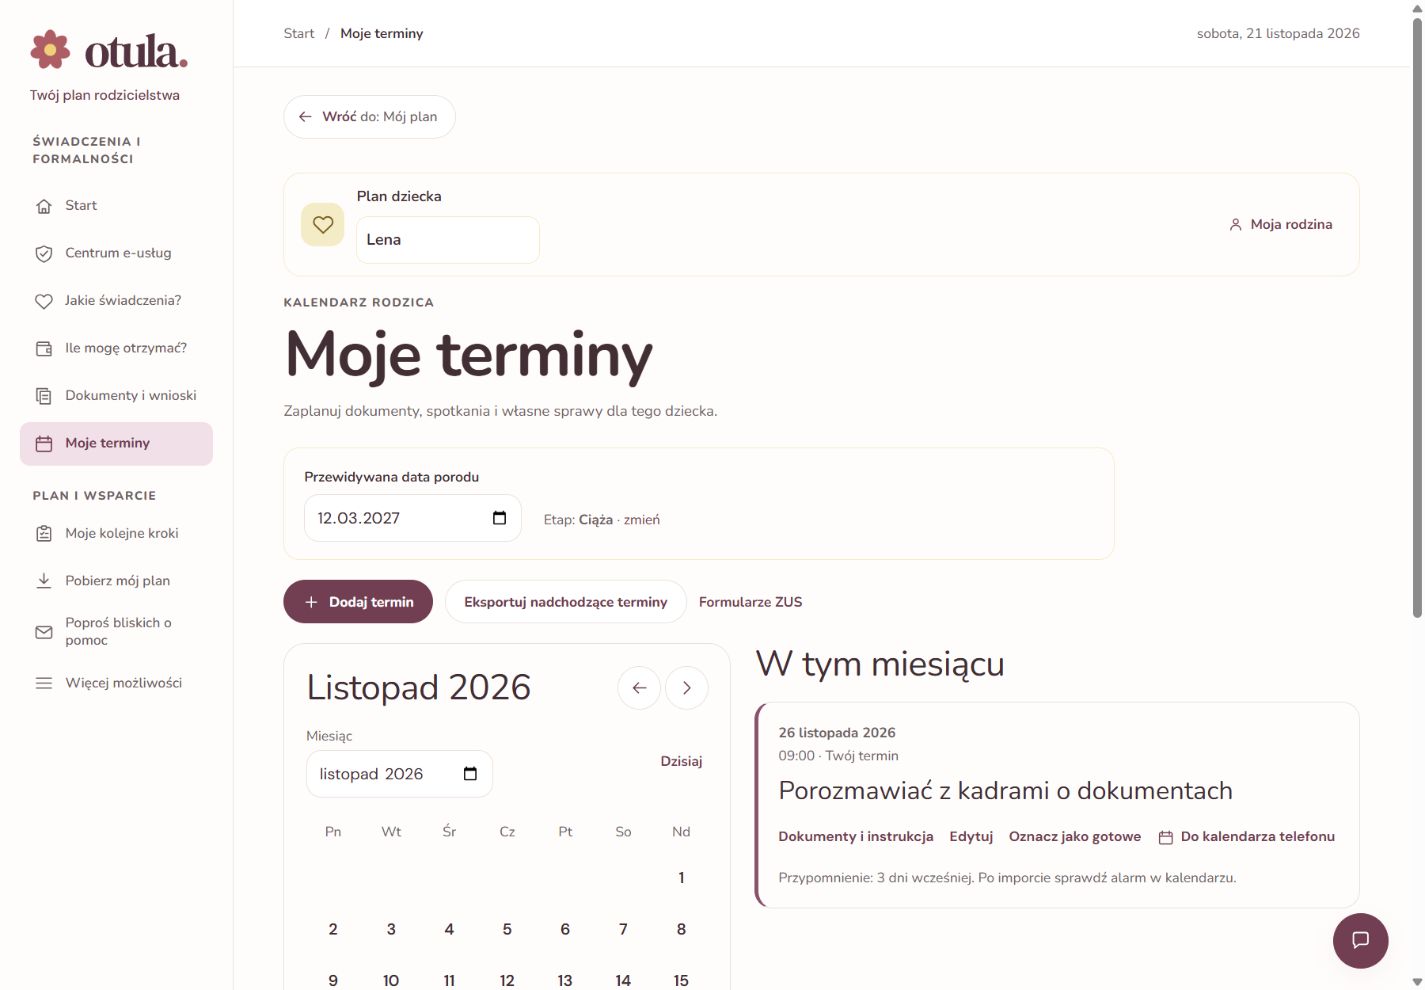 otula.
Twój plan rodzicielstwa
ŚWIADCZENIA I
FORMALNOŚCI
Start
Centrum e-usług
Jakie świadczenia?
Ile mogę otrzymać?
Dokumenty i wnioski
Moje terminy
PLAN I WSPARCIE
Moje kolejne kroki
Pobierz mój plan
Poproś bliskich o
pomoc
Więcej możliwości
Start / Moje terminy
sobota, 21 listopada 2026
Wróć do: Mój plan
Plan dziecka
Lena
Moja rodzina
KALENDARZ RODZICA
Moje terminy
Zaplanuj dokumenty, spotkania i własne sprawy dla tego dziecka.
Przewidywana data porodu
12.03.2027
Etap: Ciąża · zmień
Dodaj termin
Eksportuj nadchodzące terminy
Formularze ZUS
Listopad 2026
Miesiąc
listopad 2026
Dzisiaj
Pn Wt Śr Cz Pt So Nd
1
2 3 4 5 6 7 8
9 10 11 12 13 14 15
W tym miesiącu
26 listopada 2026
09:00 · Twój termin
Porozmawiać z kadrami o dokumentach
Dokumenty i instrukcja Edytuj Oznacz jako gotowe Do kalendarza telefonu
Przypomnienie: 3 dni wcześniej. Po imporcie sprawdź alarm w kalendarzu.